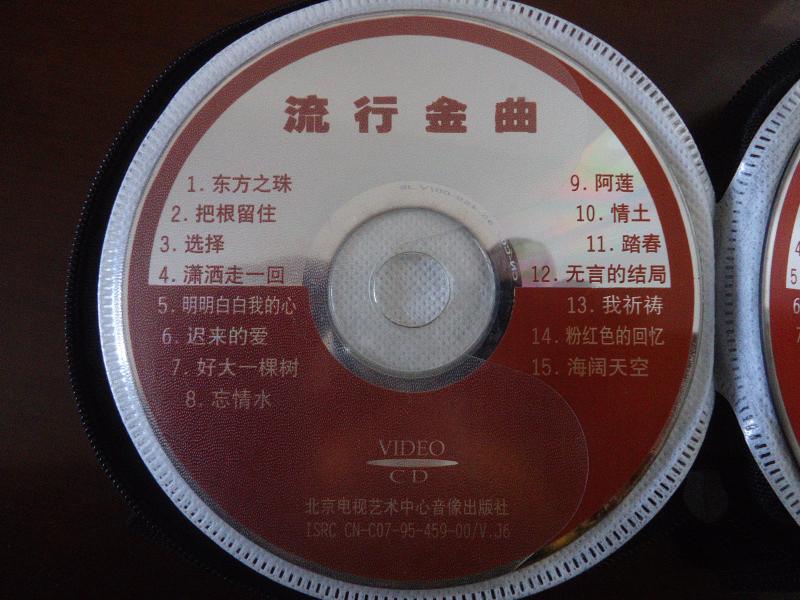 流行金曲
1. 东方之珠
2. 把根留住
3. 选择
4. 潇洒走一回
5. 明明白白我的心
6. 迟来的爱
7. 好大一棵树
8. 忘情水
9. 阿莲
10. 情土
11. 踏春
12. 无言的结局
13. 我祈祷
14. 粉红色的回忆
15. 海阔天空
VIDEO
CD
北京电视艺术中心音像出版社
ISRC CN-C07-95-459-00/V.J6